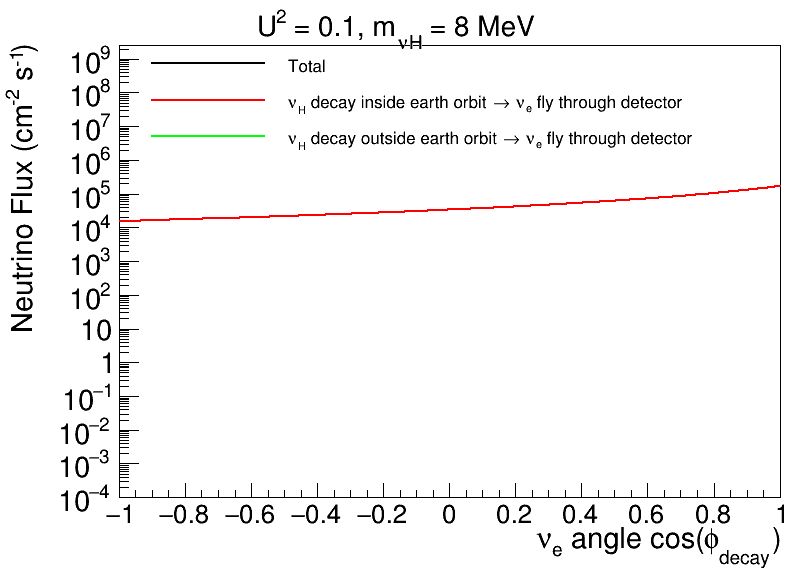 U² = 0.1, m_νH = 8 MeV
Total
ν_H decay inside earth orbit → ν_e fly through detector
ν_H decay outside earth orbit → ν_e fly through detector
Neutrino Flux (cm⁻² s⁻¹)
10⁹
10⁸
10⁷
10⁶
10⁵
10⁴
10³
10²
10
1
10⁻¹
10⁻²
10⁻³
10⁻⁴
−1 −0.8 −0.6 −0.4 −0.2 0 0.2 0.4 0.6 0.8 1
ν_e angle cos(ϕ_decay)